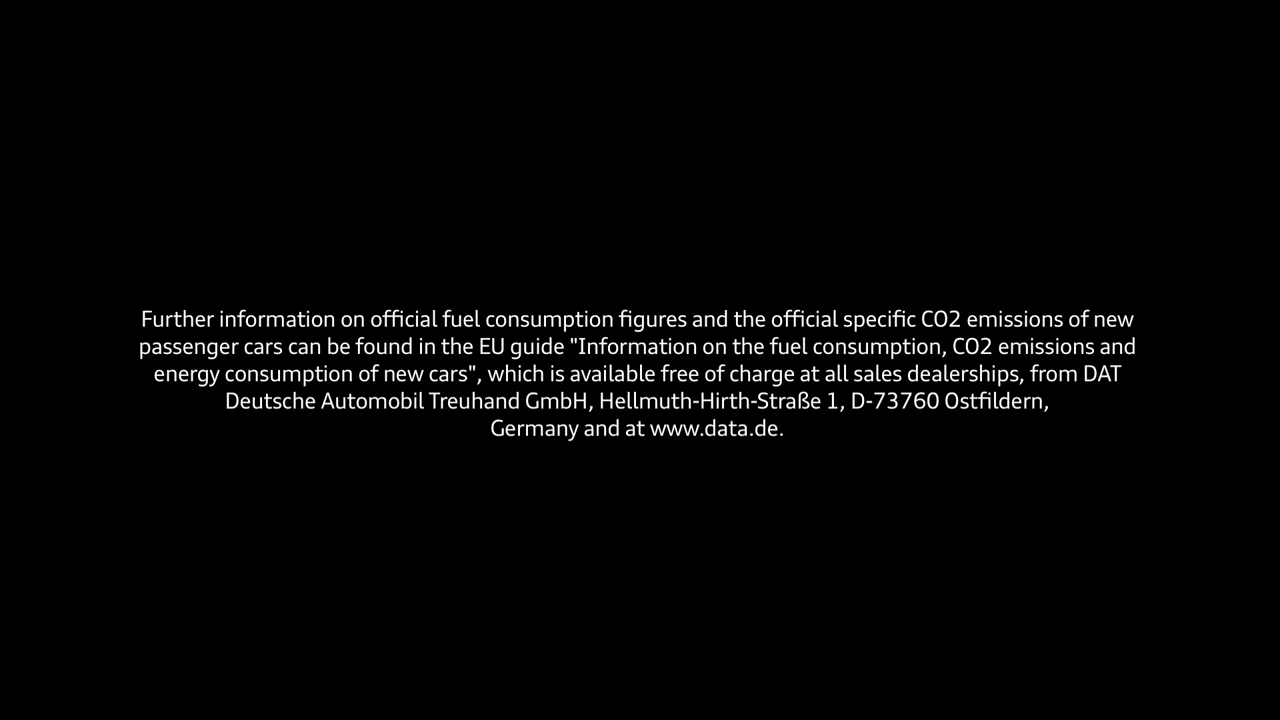 Further information on official fuel consumption figures and the official specific CO2 emissions of new
passenger cars can be found in the EU guide "Information on the fuel consumption, CO2 emissions and
energy consumption of new cars", which is available free of charge at all sales dealerships, from DAT
Deutsche Automobil Treuhand GmbH, Hellmuth-Hirth-Straße 1, D-73760 Ostfildern,
Germany and at www.data.de.